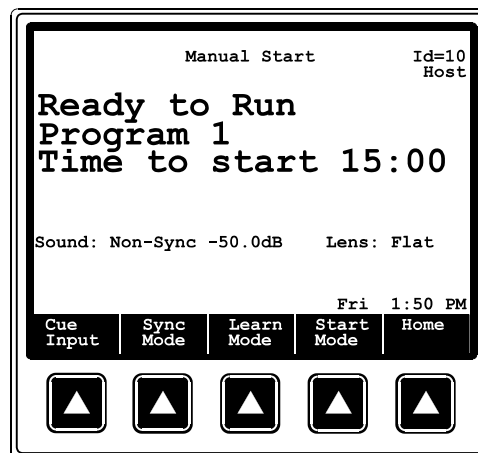 Manual Start Id=10
Host
Ready to Run
Program 1
Time to start 15:00
Sound: Non-Sync -50.0dB Lens: Flat
Fri 1:50 PM
Cue Input
Sync Mode
Learn Mode
Start Mode
Home